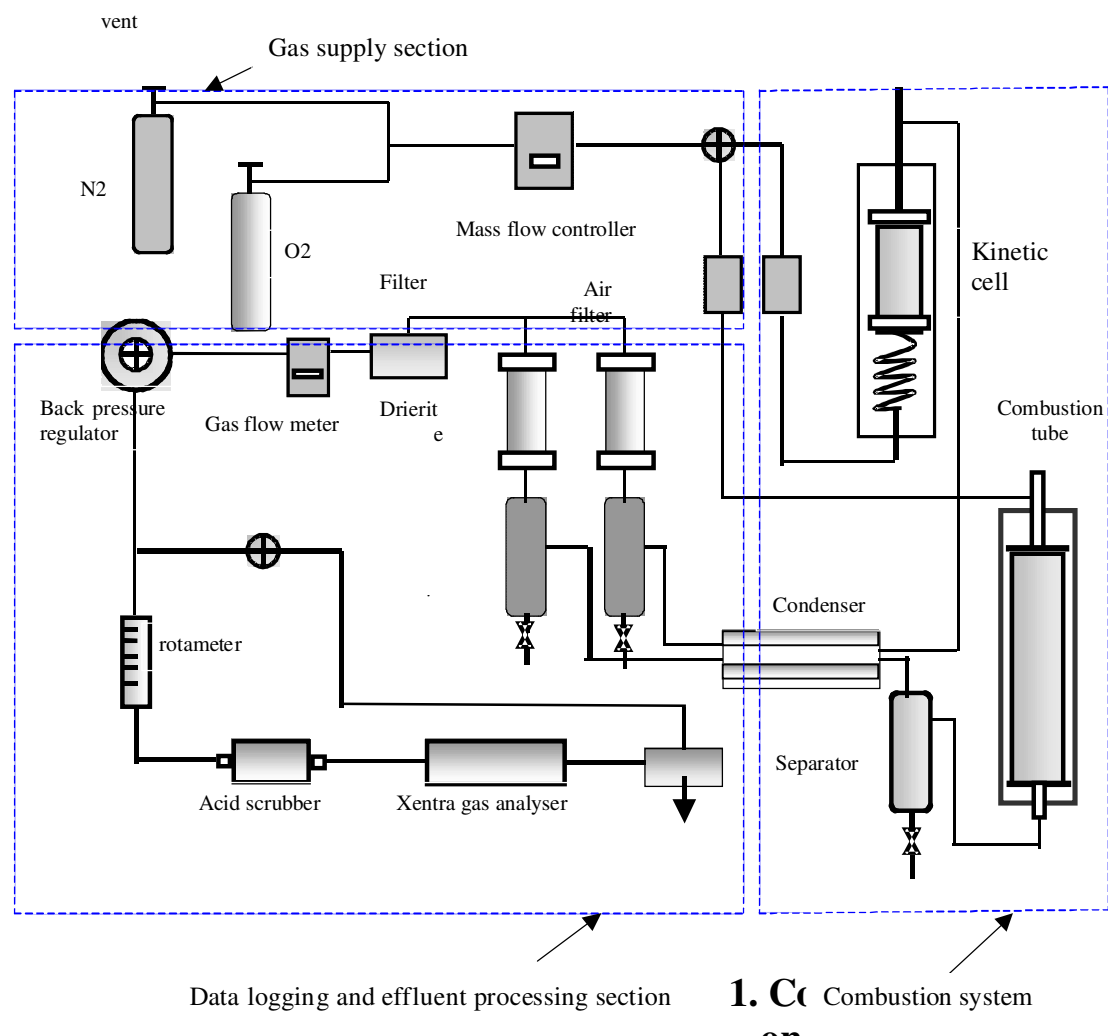 vent
Gas supply section
N2
O2
Mass flow controller
Filter
Air
filter
Kinetic
cell
Back pressure
regulator
Gas flow meter
Drierit
e
Combustion
tube
Condenser
rotameter
Separator
Acid scrubber
Xentra gas analyser
Data logging and effluent processing section
1. C
Combustion system
on